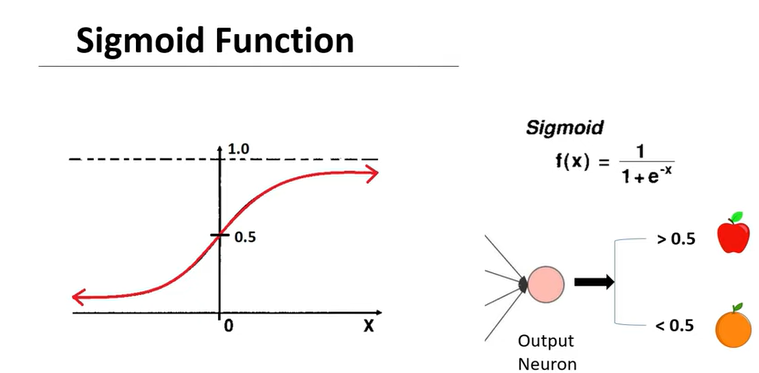 Sigmoid Function
1.0
0.5
0
X
Sigmoid
f(x) = 1 / 1+e^-x
> 0.5
< 0.5
Output
Neuron